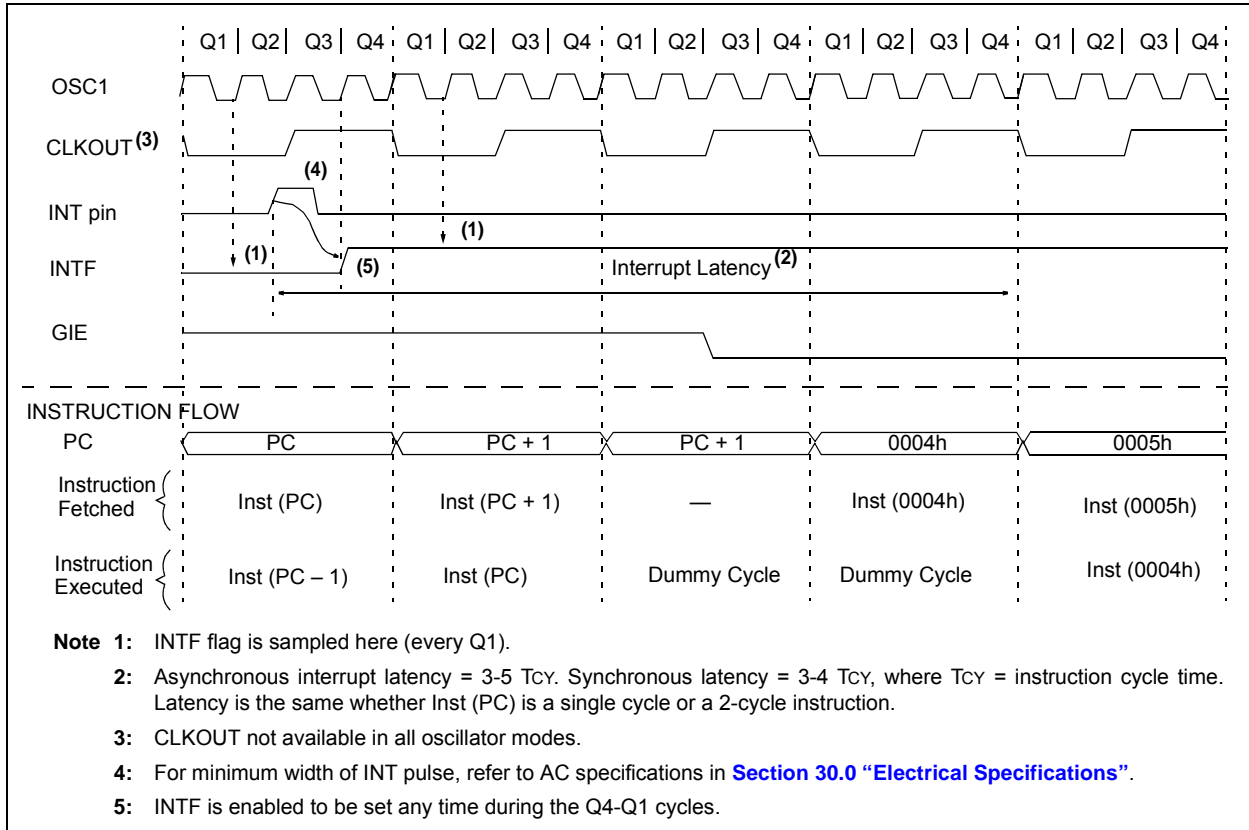 Q1 Q2 Q3 Q4 Q1 Q2 Q3 Q4 Q1 Q2 Q3 Q4 Q1 Q2 Q3 Q4 Q1 Q2 Q3 Q4
OSC1
CLKOUT (3)
(4)
INT pin
(1) (1)
INTF (5) Interrupt Latency (2)
GIE
INSTRUCTION FLOW
PC PC PC + 1 PC + 1 0004h 0005h
Instruction
Fetched Inst (PC) Inst (PC + 1) — Inst (0004h) Inst (0005h)
Instruction
Executed Inst (PC – 1) Inst (PC) Dummy Cycle Dummy Cycle Inst (0004h)
Note 1: INTF flag is sampled here (every Q1).
2: Asynchronous interrupt latency = 3-5 TCY. Synchronous latency = 3-4 TCY, where TCY = instruction cycle time.
Latency is the same whether Inst (PC) is a single cycle or a 2-cycle instruction.
3: CLKOUT not available in all oscillator modes.
4: For minimum width of INT pulse, refer to AC specifications in Section 30.0 “Electrical Specifications”.
5: INTF is enabled to be set any time during the Q4-Q1 cycles.